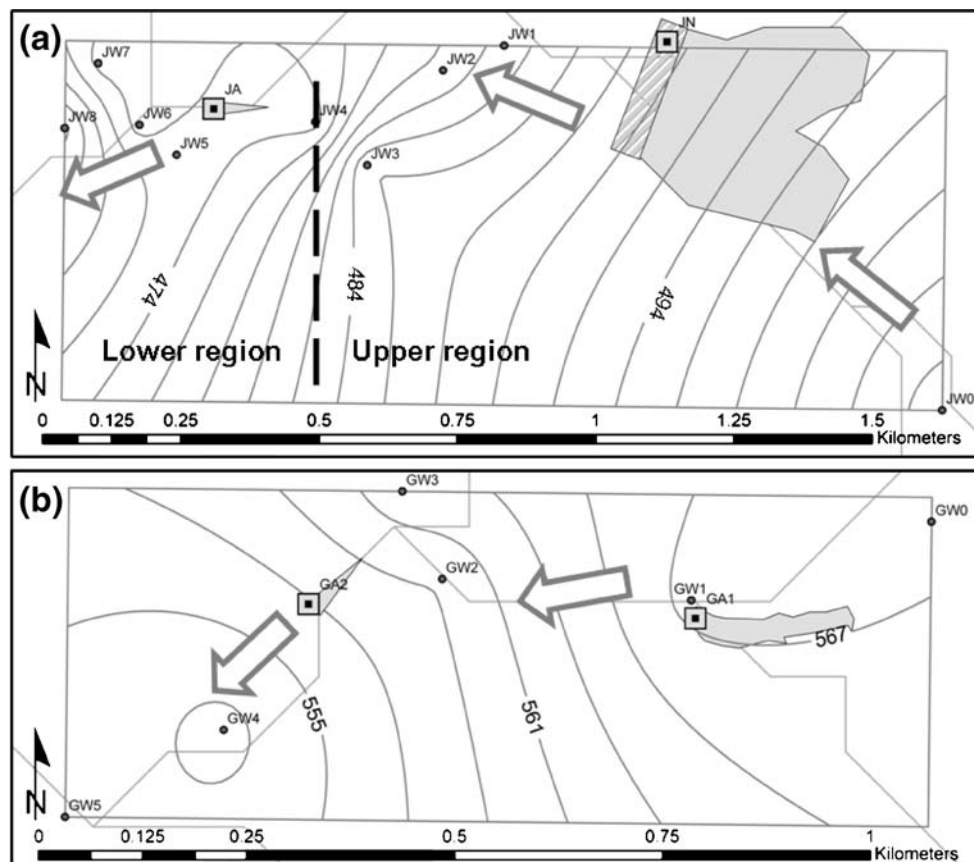 (a)
JW7
JW1
JN
JW2
JA
JW8
JW6
JW4
JW5
JW3
474
484
494
Lower region
Upper region
N
JW0
0 0.125 0.25 0.5 0.75 1 1.25 1.5
Kilometers
(b)
GW3
GW0
GW2
GA2
GW1
GA1
567
555
561
GW4
N
GW5
0 0.125 0.25 0.5 0.75 1
Kilometers